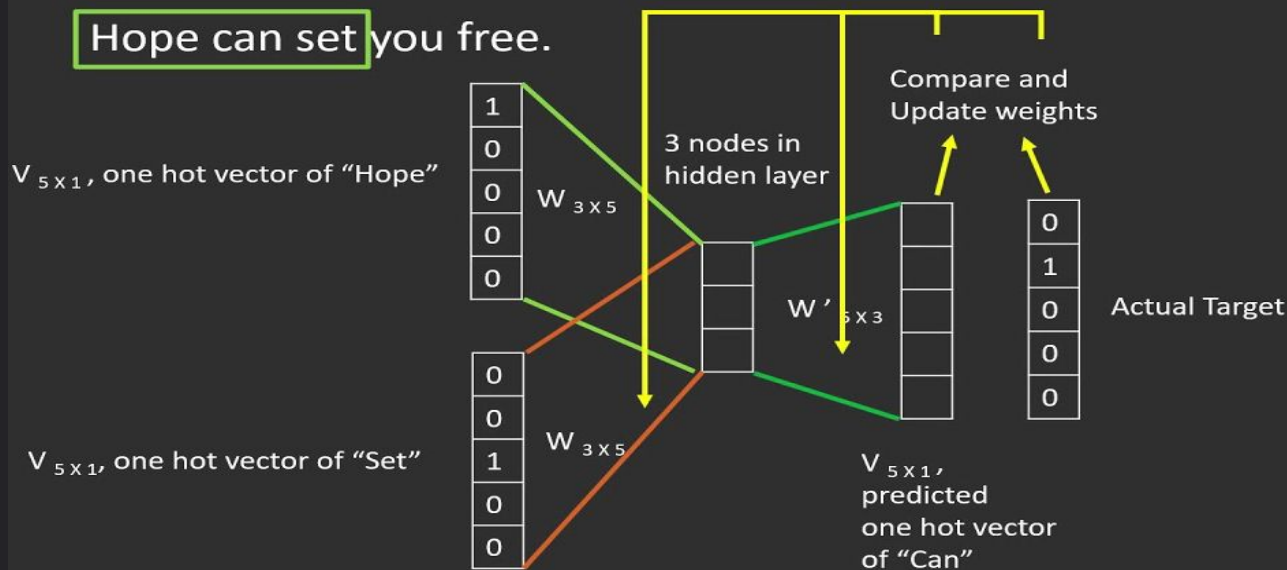 Hope can set you free.
V 5 X 1, one hot vector of “Hope”
1
0
0
0
0
W 3 X 5
3 nodes in
hidden layer
Compare and
Update weights
V 5 X 1, one hot vector of “Set”
0
0
1
0
0
W 3 X 5
W ’ 5 X 3
V 5 X 1,
predicted
one hot vector
of “Can”
0
1
0
0
0
Actual Target